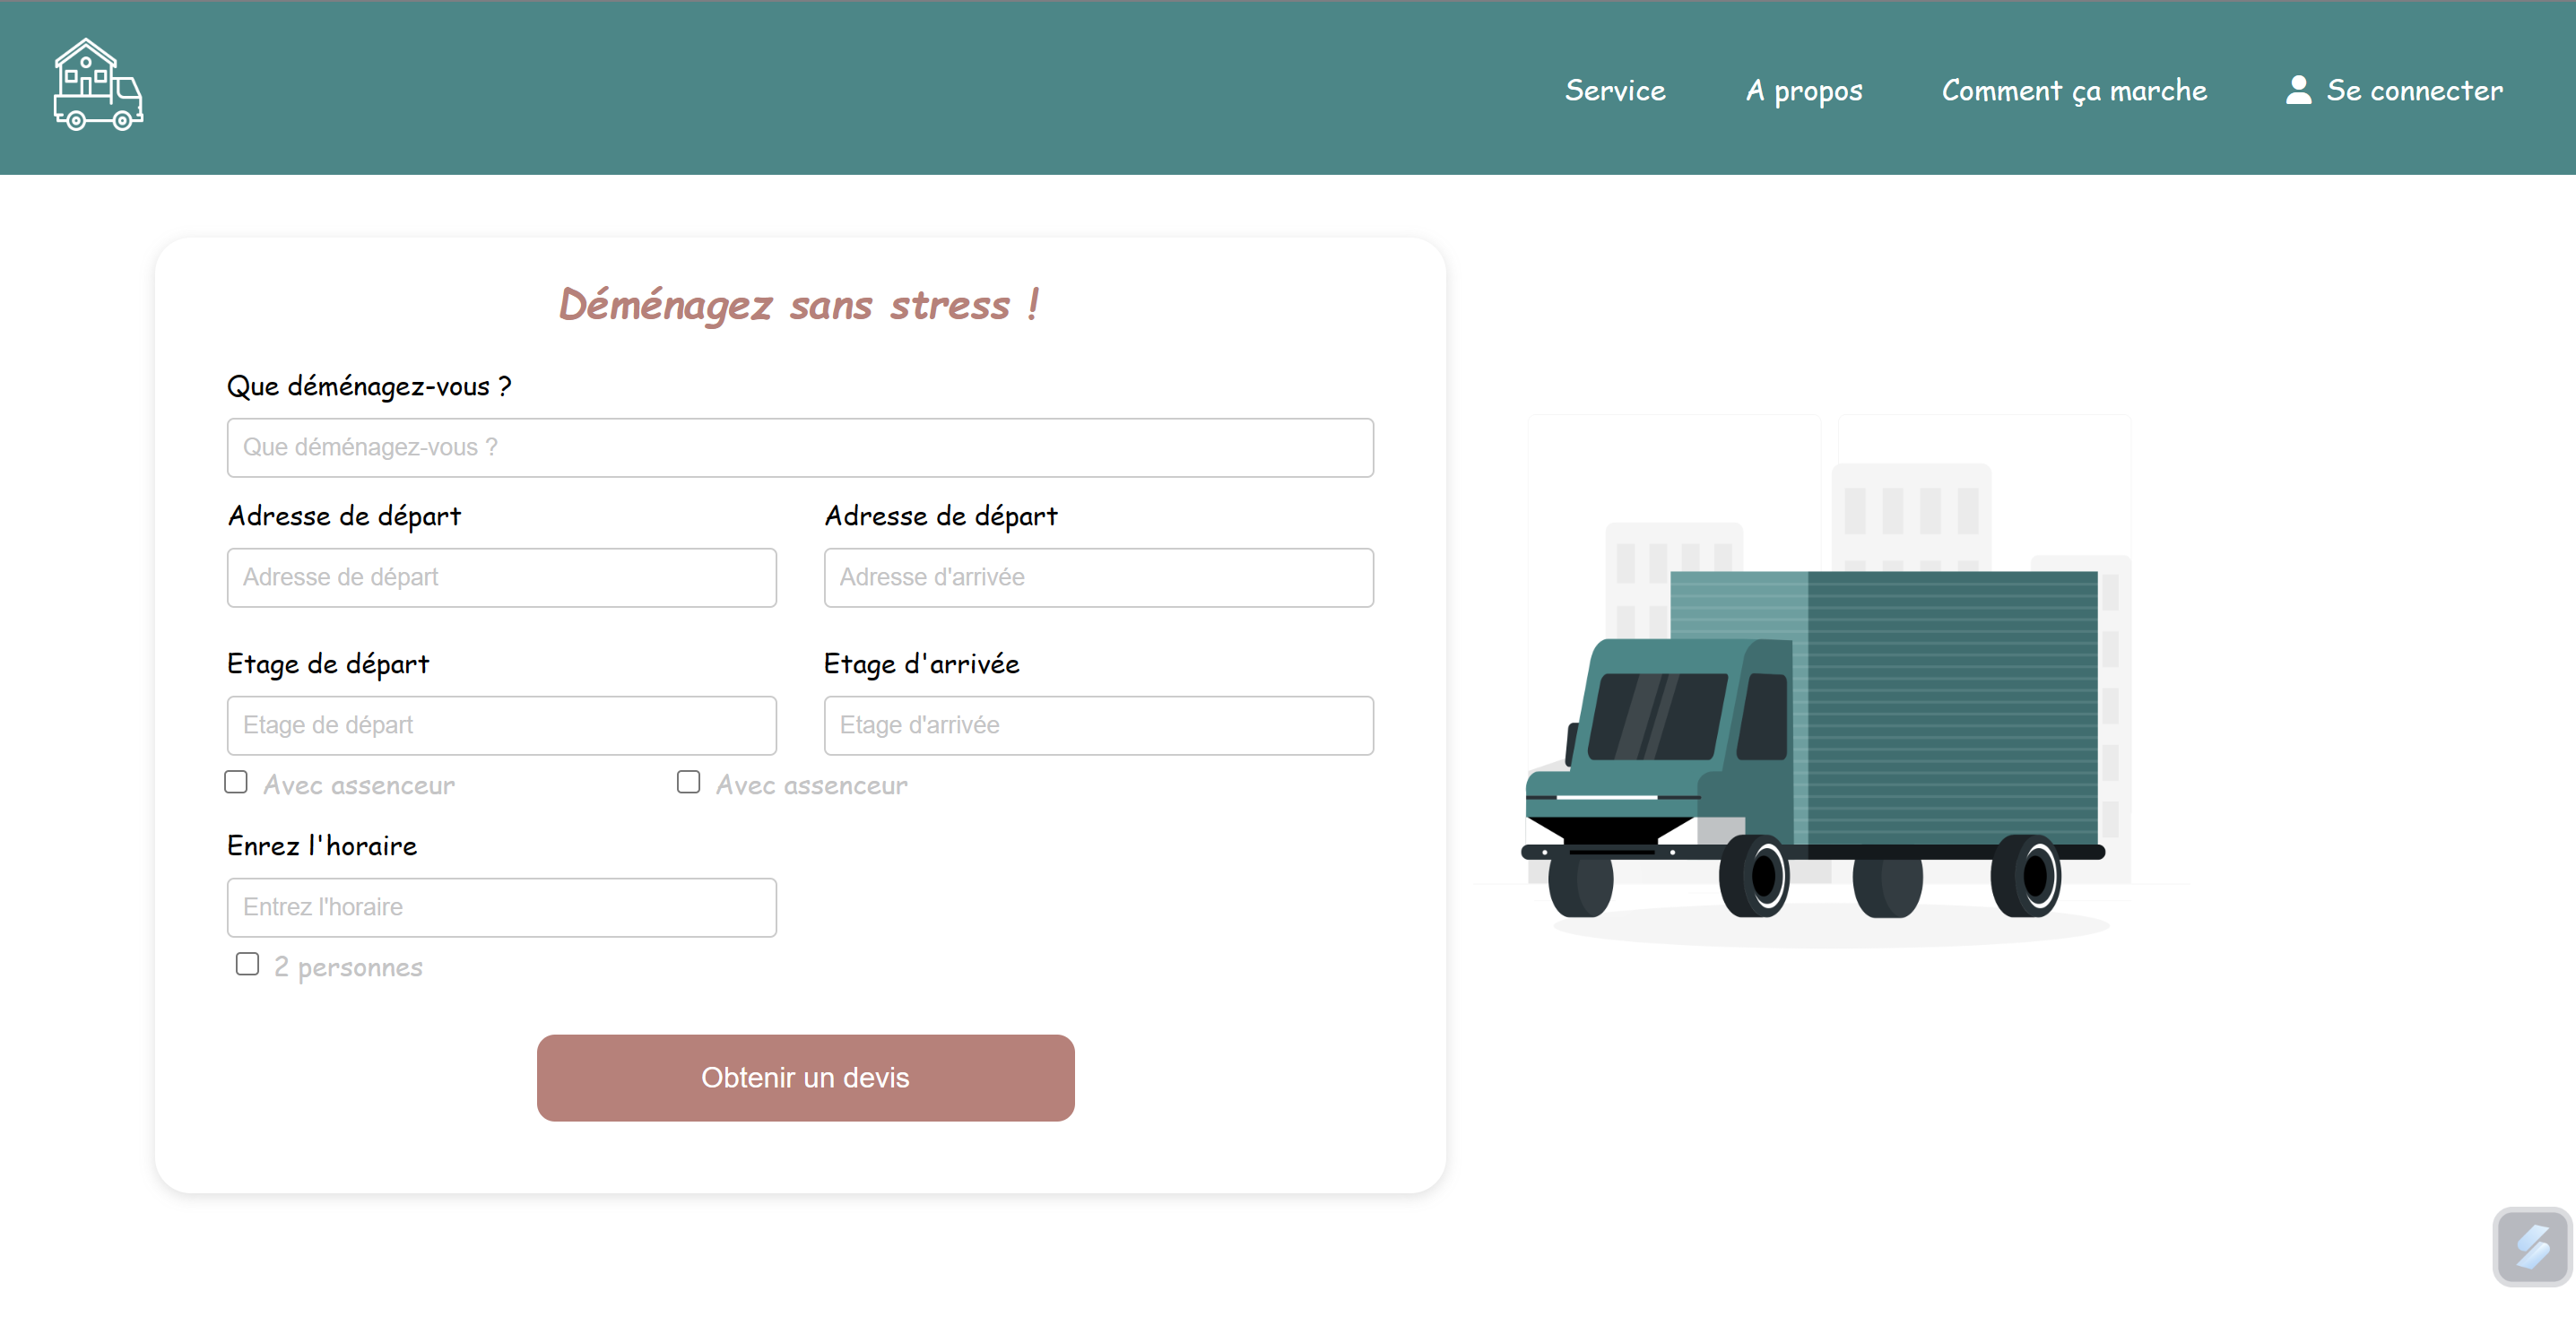 Service A propos Comment ça marche Se connecter
Déménagez sans stress !
Que déménagez-vous ?
Que déménagez-vous ?
Adresse de départ Adresse de départ
Adresse de départ Adresse d'arrivée
Etage de départ Etage d'arrivée
Etage de départ Etage d'arrivée
Avec assenceur Avec assenceur
Enrez l'horaire
Entrez l'horaire
2 personnes
Obtenir un devis